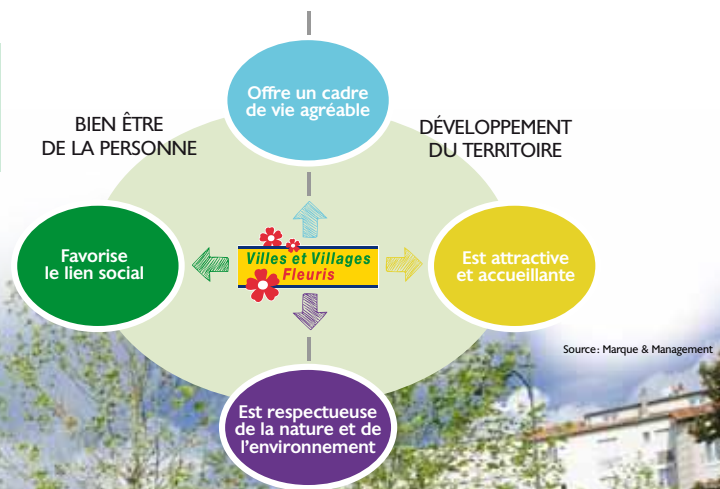 Offre un cadre
de vie agréable
BIEN ÊTRE
DE LA PERSONNE
DÉVELOPPEMENT
DU TERRITOIRE
Favorise
le lien social
Villes et Villages
Fleuris
Est attractive
et accueillante
Source: Marque & Management
Est respectueuse
de la nature et de
l'environnement